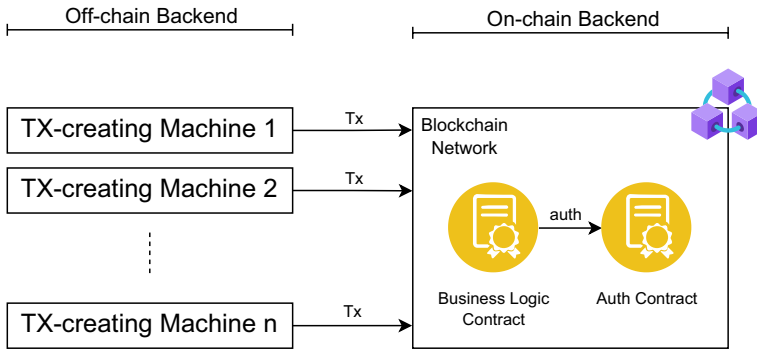 Off-chain Backend
On-chain Backend
TX-creating Machine 1
Tx
Blockchain
Network
TX-creating Machine 2
Tx
auth
Business Logic
Contract
Auth Contract
TX-creating Machine n
Tx